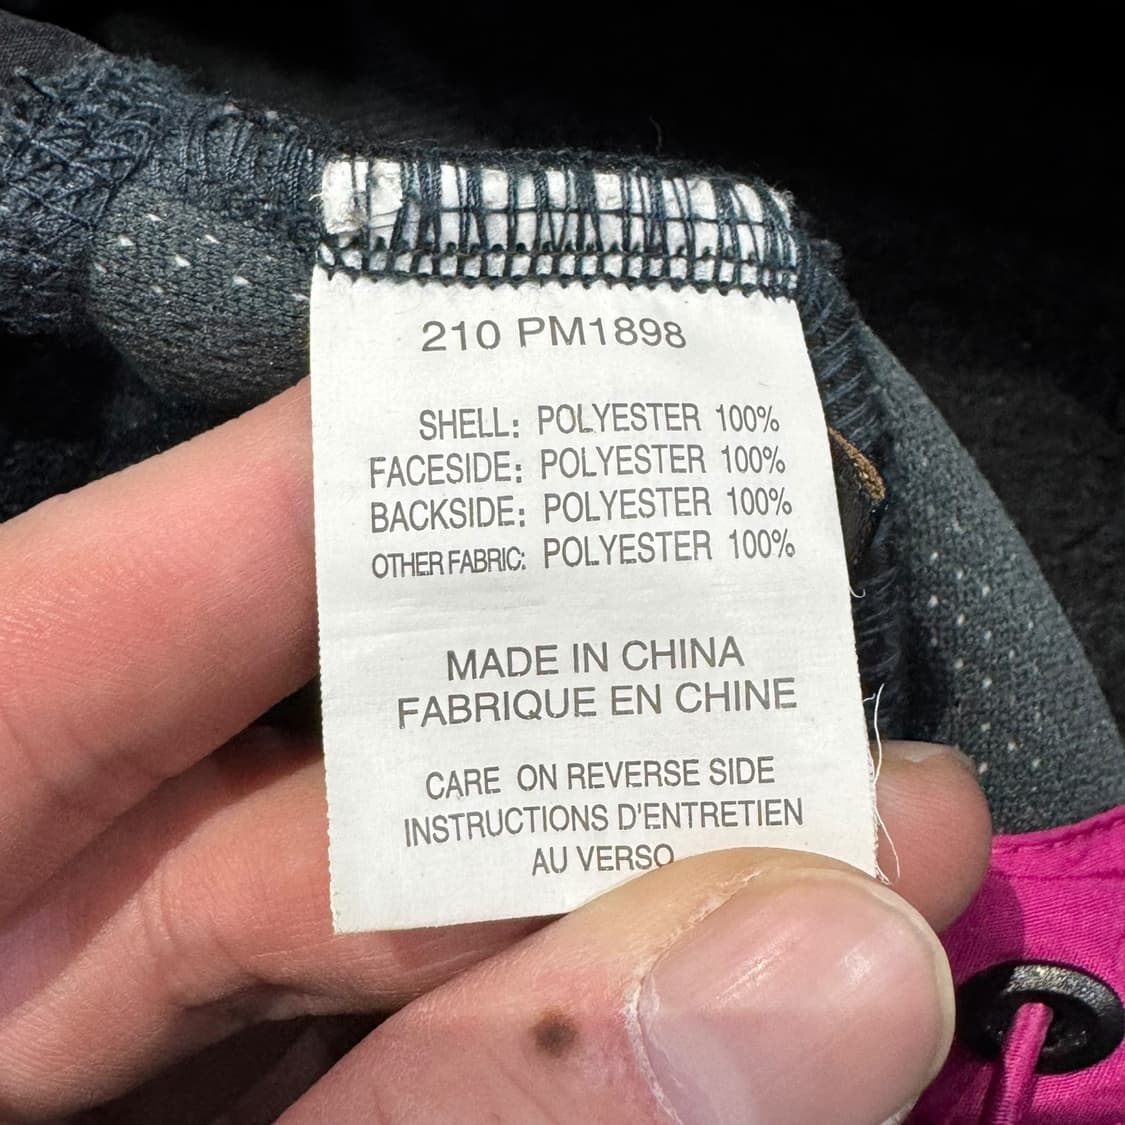 210 PM1898
SHELL: POLYESTER 100%
FACESIDE: POLYESTER 100%
BACKSIDE: POLYESTER 100%
OTHER FABRIC: POLYESTER 100%
MADE IN CHINA
FABRIQUE EN CHINE
CARE ON REVERSE SIDE
INSTRUCTIONS D'ENTRETIEN
AU VERSO